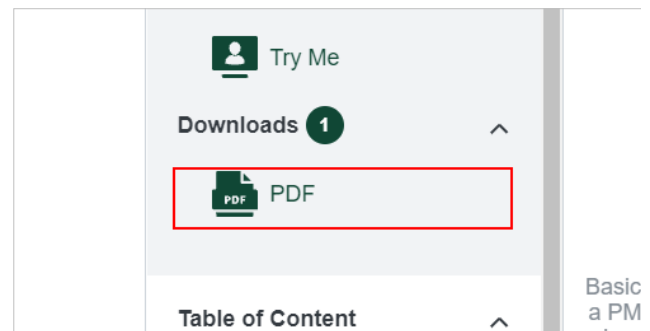 Try Me
Downloads 1
PDF PDF
Table of Content
Basic
a PM